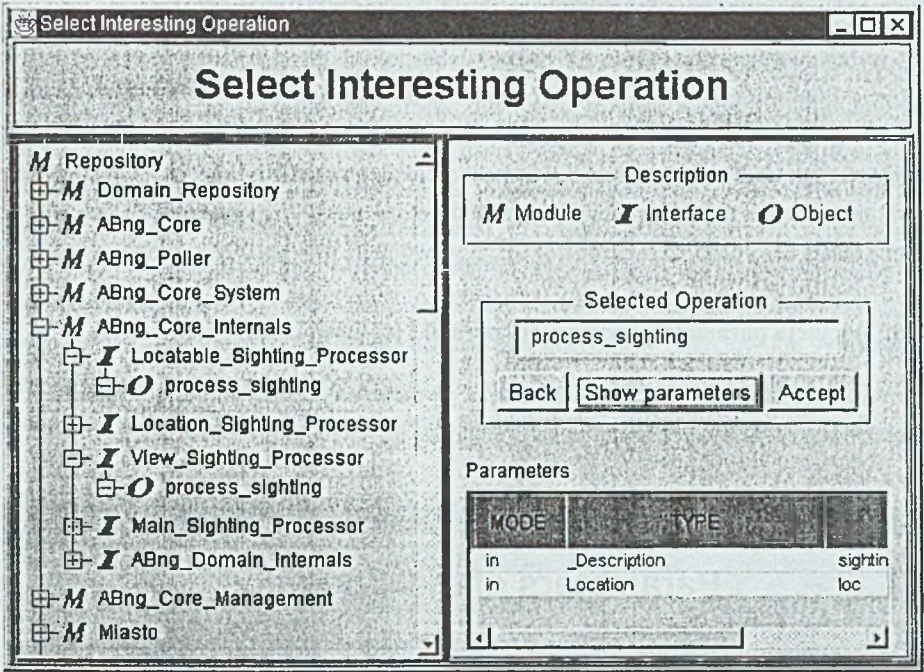 Select Interesting Operation
Select Interesting Operation
M Repository
M Domain_Repository
M ABng_Core
M ABng_Poller
M ABng_Core_System
M ABng_Core_Internals
I Locatable_Sighting_Processor
O process_sighting
I Location_Sighting_Processor
I View_Sighting_Processor
O process_sighting
I Main_Sighting_Processor
I ABng_Domain_Internals
M ABng_Core_Management
M Miasto
Description
M Module I Interface O Object
Selected Operation
process_sighting
Back Show parameters Accept
Parameters
MODE TYPE
in _Description sightin
in Location loc